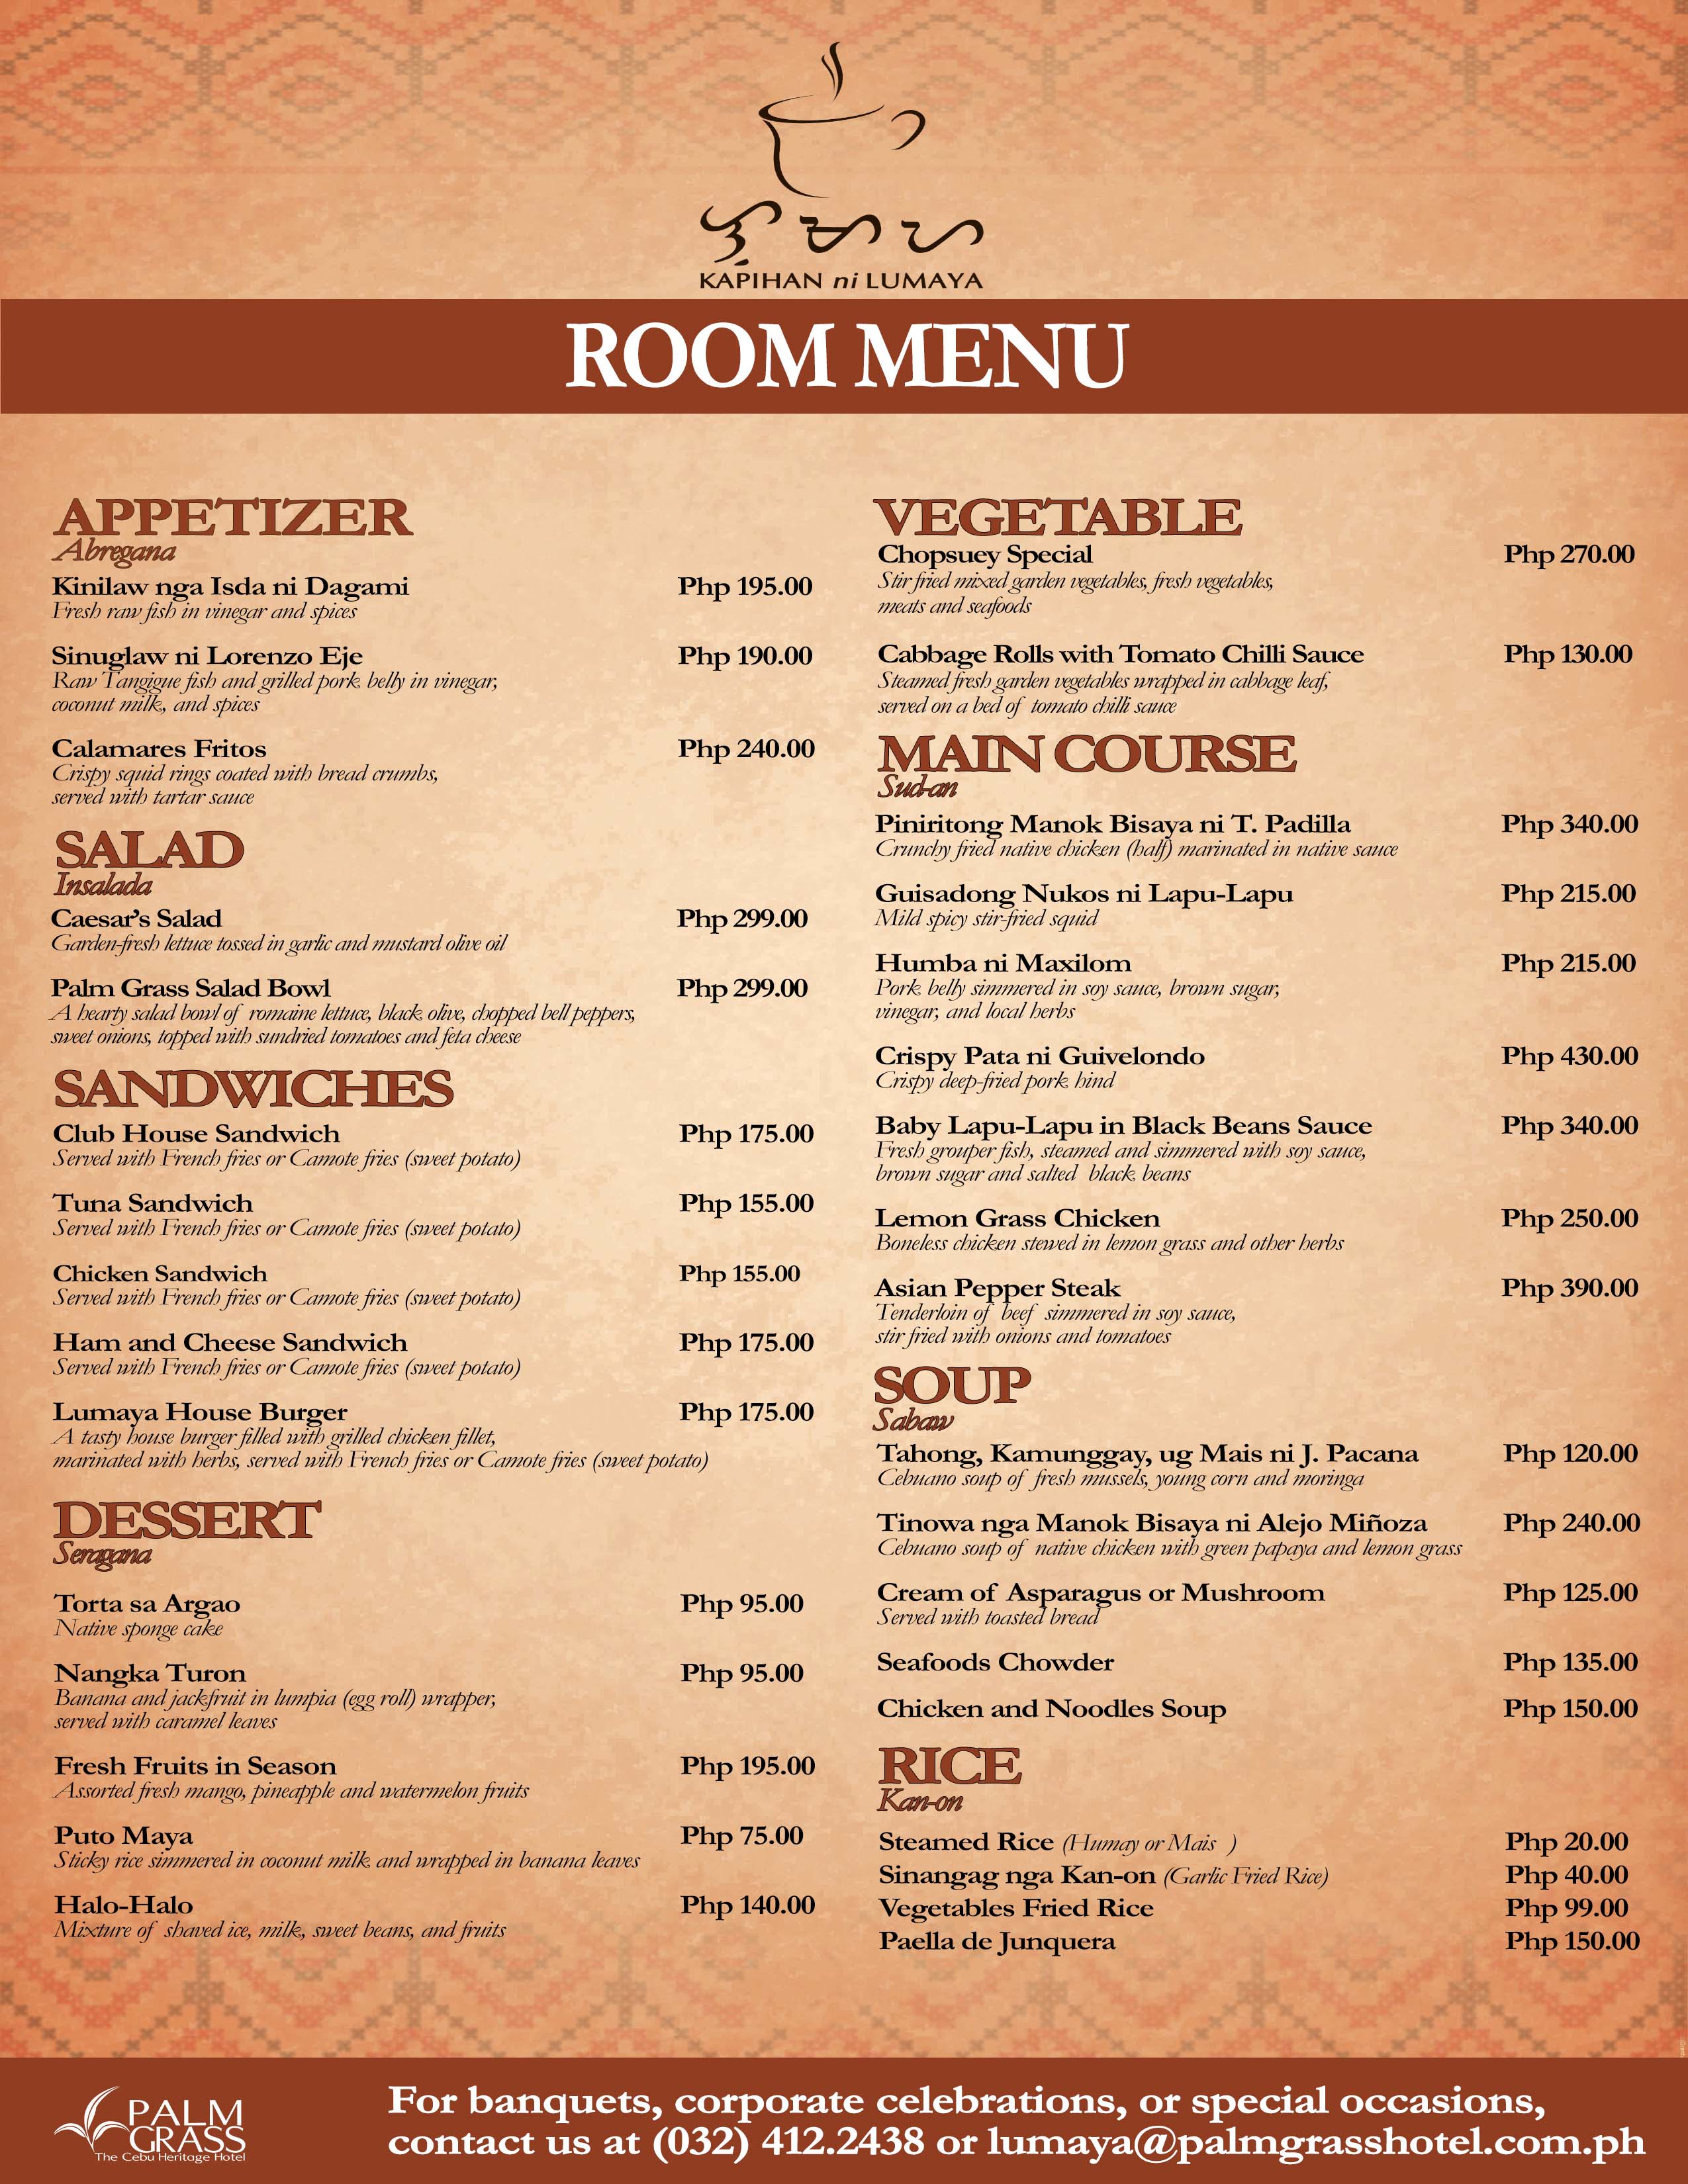 ᜃᜓᜋᜌ
KAPIHAN ni LUMAYA
ROOM MENU
APPETIZER
Abregana
Kinilaw nga Isda ni Dagami Php 195.00
Fresh raw fish in vinegar and spices
Sinuglaw ni Lorenzo Eje Php 190.00
Raw Tangigue fish and grilled pork belly in vinegar,
coconut milk, and spices
Calamares Fritos Php 240.00
Crispy squid rings coated with bread crumbs,
served with tartar sauce
SALAD
Insalada
Caesar's Salad Php 299.00
Garden-fresh lettuce tossed in garlic and mustard olive oil
Palm Grass Salad Bowl Php 299.00
A hearty salad bowl of romaine lettuce, black olive, chopped bell peppers,
sweet onions, topped with sundried tomatoes and feta cheese
SANDWICHES
Club House Sandwich Php 175.00
Served with French fries or Camote fries (sweet potato)
Tuna Sandwich Php 155.00
Served with French fries or Camote fries (sweet potato)
Chicken Sandwich Php 155.00
Served with French fries or Camote fries (sweet potato)
Ham and Cheese Sandwich Php 175.00
Served with French fries or Camote fries (sweet potato)
Lumaya House Burger Php 175.00
A tasty house burger filled with grilled chicken fillet,
marinated with herbs, served with French fries or Camote fries (sweet potato)
DESSERT
Seragana
Torta sa Argao Php 95.00
Native sponge cake
Nangka Turon Php 95.00
Banana and jackfruit in lumpia (egg roll) wrapper,
served with caramel leaves
Fresh Fruits in Season Php 195.00
Assorted fresh mango, pineapple and watermelon fruits
Puto Maya Php 75.00
Sticky rice simmered in coconut milk and wrapped in banana leaves
Halo-Halo Php 140.00
Mixture of shaved ice, milk, sweet beans, and fruits
VEGETABLE
Chopsuey Special Php 270.00
Stir fried mixed garden vegetables, fresh vegetables,
meats and seafoods
Cabbage Rolls with Tomato Chilli Sauce Php 130.00
Steamed fresh garden vegetables wrapped in cabbage leaf,
served on a bed of tomato chilli sauce
MAIN COURSE
Sud-an
Piniritong Manok Bisaya ni T. Padilla Php 340.00
Crunchy fried native chicken (half) marinated in native sauce
Guisadong Nukos ni Lapu-Lapu Php 215.00
Mild spicy stir-fried squid
Humba ni Maxilom Php 215.00
Pork belly simmered in soy sauce, brown sugar,
vinegar, and local herbs
Crispy Pata ni Guivelondo Php 430.00
Crispy deep-fried pork hind
Baby Lapu-Lapu in Black Beans Sauce Php 340.00
Fresh grouper fish, steamed and simmered with soy sauce,
brown sugar and salted black beans
Lemon Grass Chicken Php 250.00
Boneless chicken stewed in lemon grass and other herbs
Asian Pepper Steak Php 390.00
Tenderloin of beef simmered in soy sauce,
stir fried with onions and tomatoes
SOUP
Sabaw
Tahong, Kamunggay, ug Mais ni J. Pacana Php 120.00
Cebuano soup of fresh mussels, young corn and moringa
Tinowa nga Manok Bisaya ni Alejo Miñoza Php 240.00
Cebuano soup of native chicken with green papaya and lemon grass
Cream of Asparagus or Mushroom Php 125.00
Served with toasted bread
Seafoods Chowder Php 135.00
Chicken and Noodles Soup Php 150.00
RICE
Kan-on
Steamed Rice (Humay or Mais ) Php 20.00
Sinangag nga Kan-on (Garlic Fried Rice) Php 40.00
Vegetables Fried Rice Php 99.00
Paella de Junquera Php 150.00
PALM
GRASS
The Cebu Heritage Hotel
For banquets, corporate celebrations, or special occasions,
contact us at (032) 412.2438 or lumaya@palmgrasshotel.com.ph